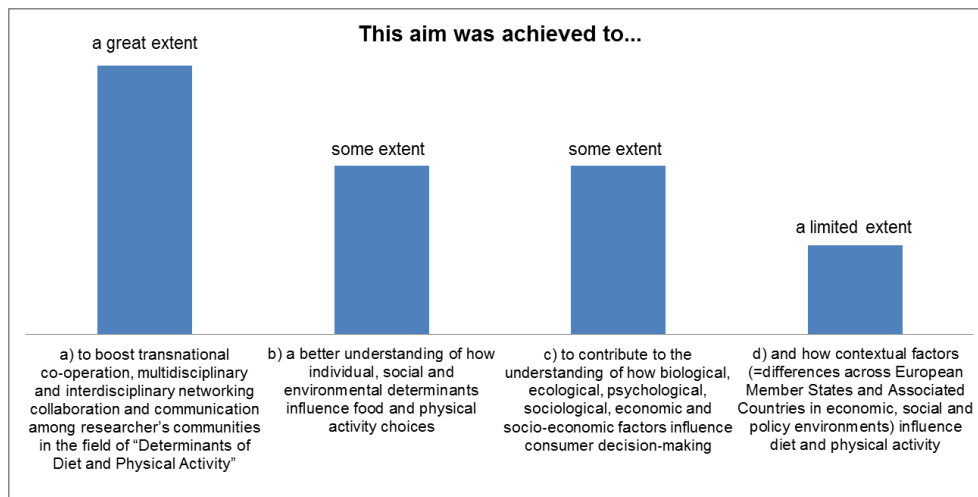 This aim was achieved to...
a great extent
some extent
some extent
a limited extent
a) to boost transnational
co-operation, multidisciplinary
and interdisciplinary networking
collaboration and communication
among researcher's communities
in the field of “Determinants of
Diet and Physical Activity”
b) a better understanding of how
individual, social and
environmental determinants
influence food and physical
activity choices
c) to contribute to the
understanding of how biological,
ecological, psychological,
sociological, economic and
socio-economic factors influence
consumer decision-making
d) and how contextual factors
(=differences across European
Member States and Associated
Countries in economic, social and
policy environments) influence
diet and physical activity